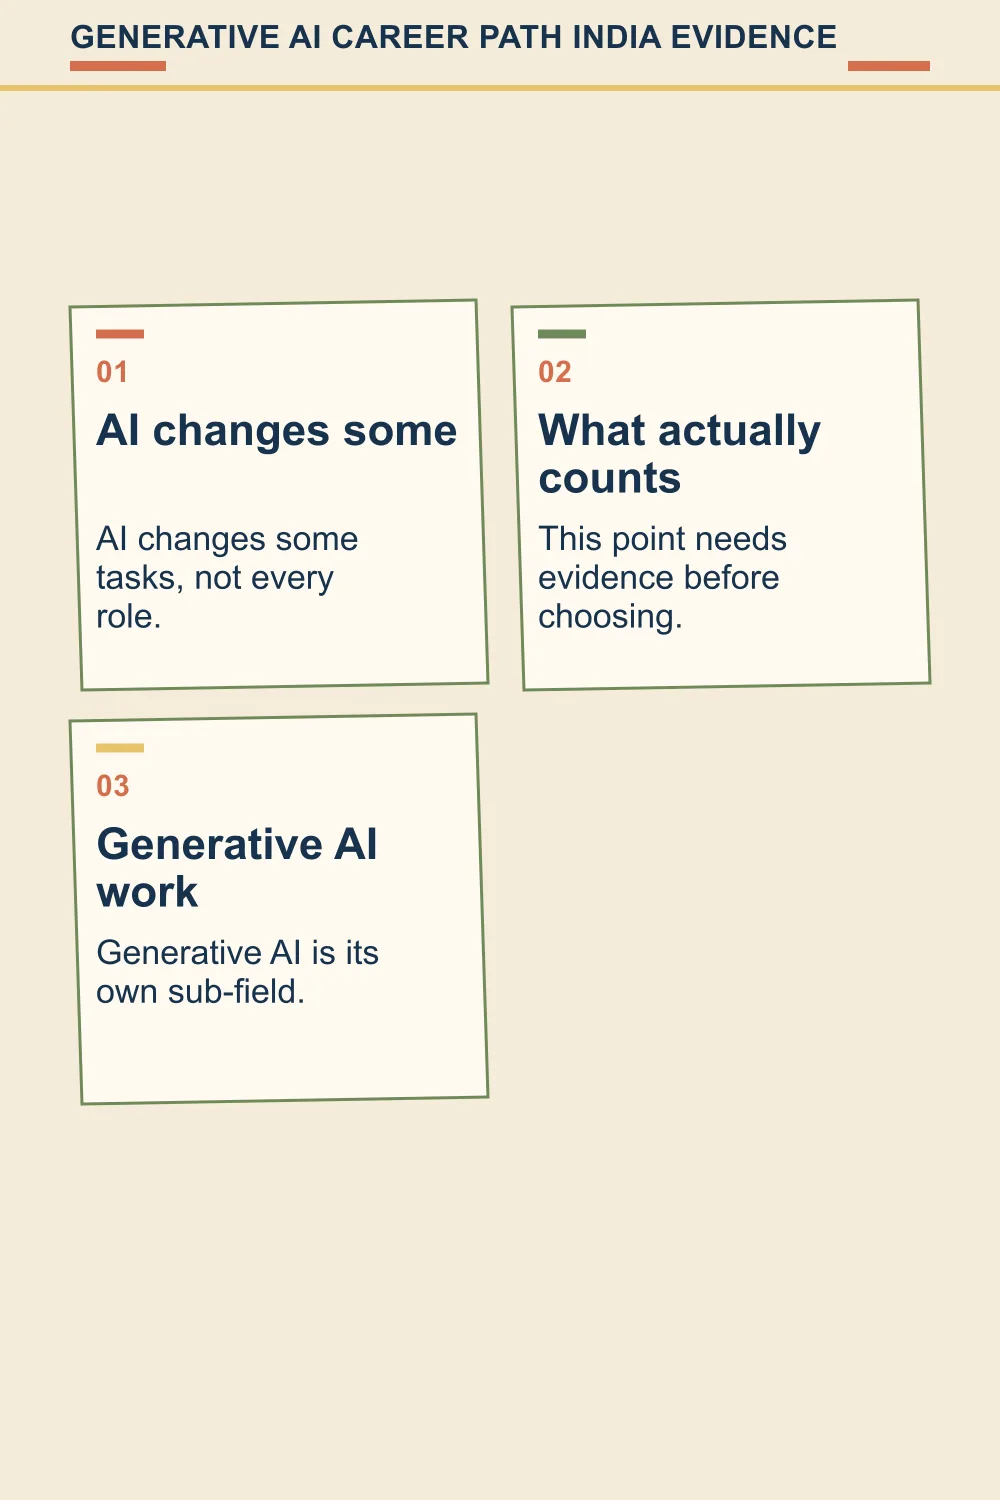 GENERATIVE AI CAREER PATH INDIA EVIDENCE
01
AI changes some
AI changes some
tasks, not every
role.
02
What actually
counts
This point needs
evidence before
choosing.
03
Generative AI
work
Generative AI is its
own sub-field.